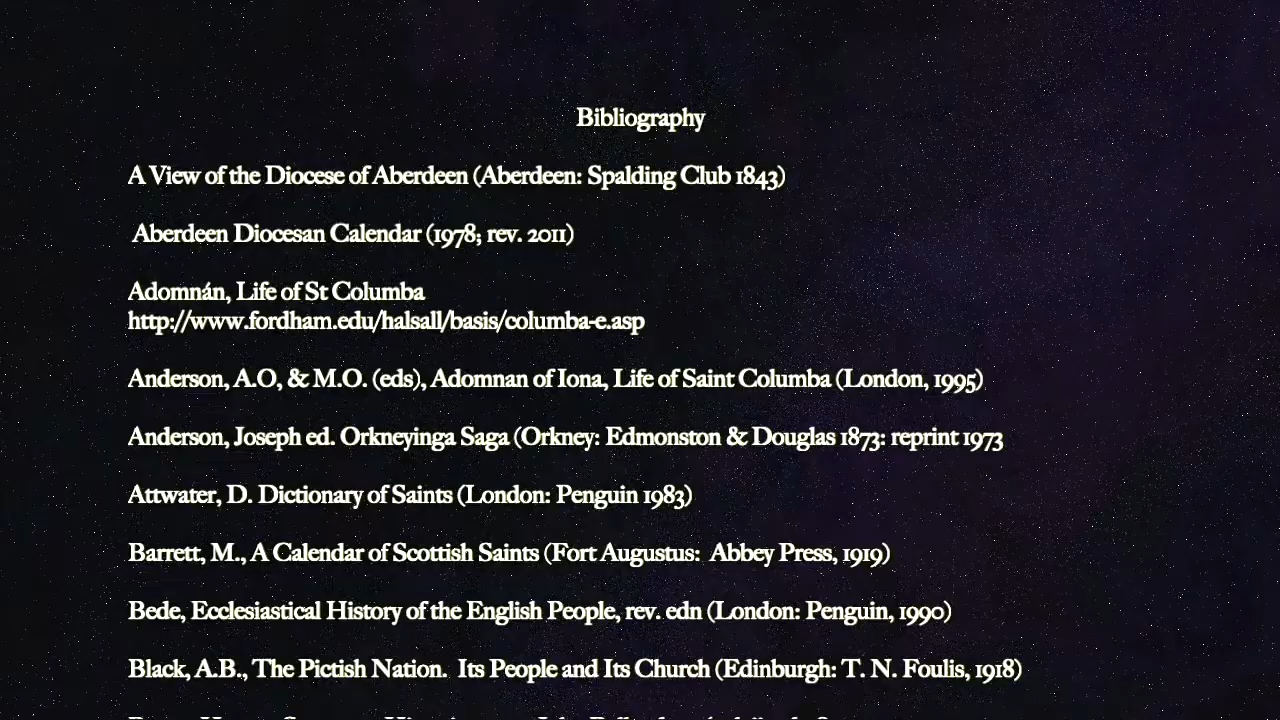 Bibliography
A View of the Diocese of Aberdeen (Aberdeen: Spalding Club 1843)
Aberdeen Diocesan Calendar (1978; rev. 2011)
Adomnán, Life of St Columba
http://www.fordham.edu/halsall/basis/columba-e.asp
Anderson, A.O, & M.O. (eds), Adomnan of Iona, Life of Saint Columba (London, 1995)
Anderson, Joseph ed. Orkneyinga Saga (Orkney: Edmonston & Douglas 1873: reprint 1973
Attwater, D. Dictionary of Saints (London: Penguin 1983)
Barrett, M., A Calendar of Scottish Saints (Fort Augustus:  Abbey Press, 1919)
Bede, Ecclesiastical History of the English People, rev. edn (London: Penguin, 1990)
Black, A.B., The Pictish Nation.  Its People and Its Church (Edinburgh: T. N. Foulis, 1918)